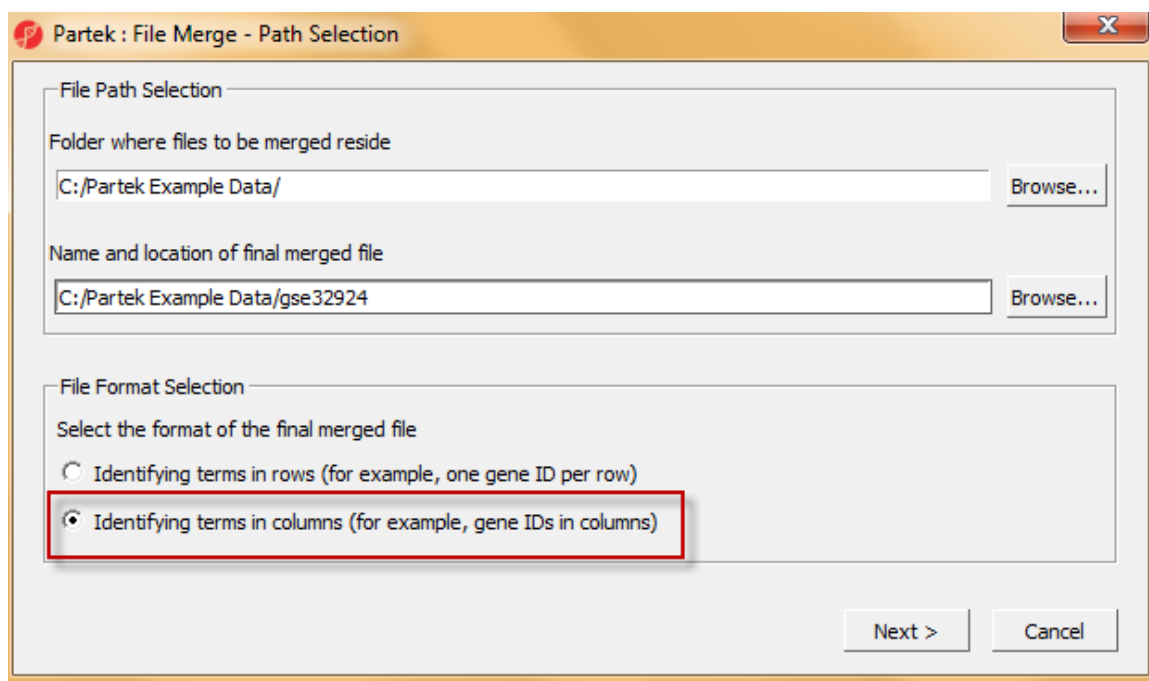 Partek : File Merge - Path Selection
File Path Selection
Folder where files to be merged reside
C:/Partek Example Data/
Browse...
Name and location of final merged file
C:/Partek Example Data/gse32924
Browse...
File Format Selection
Select the format of the final merged file
Identifying terms in rows (for example, one gene ID per row)
Identifying terms in columns (for example, gene IDs in columns)
Next >
Cancel